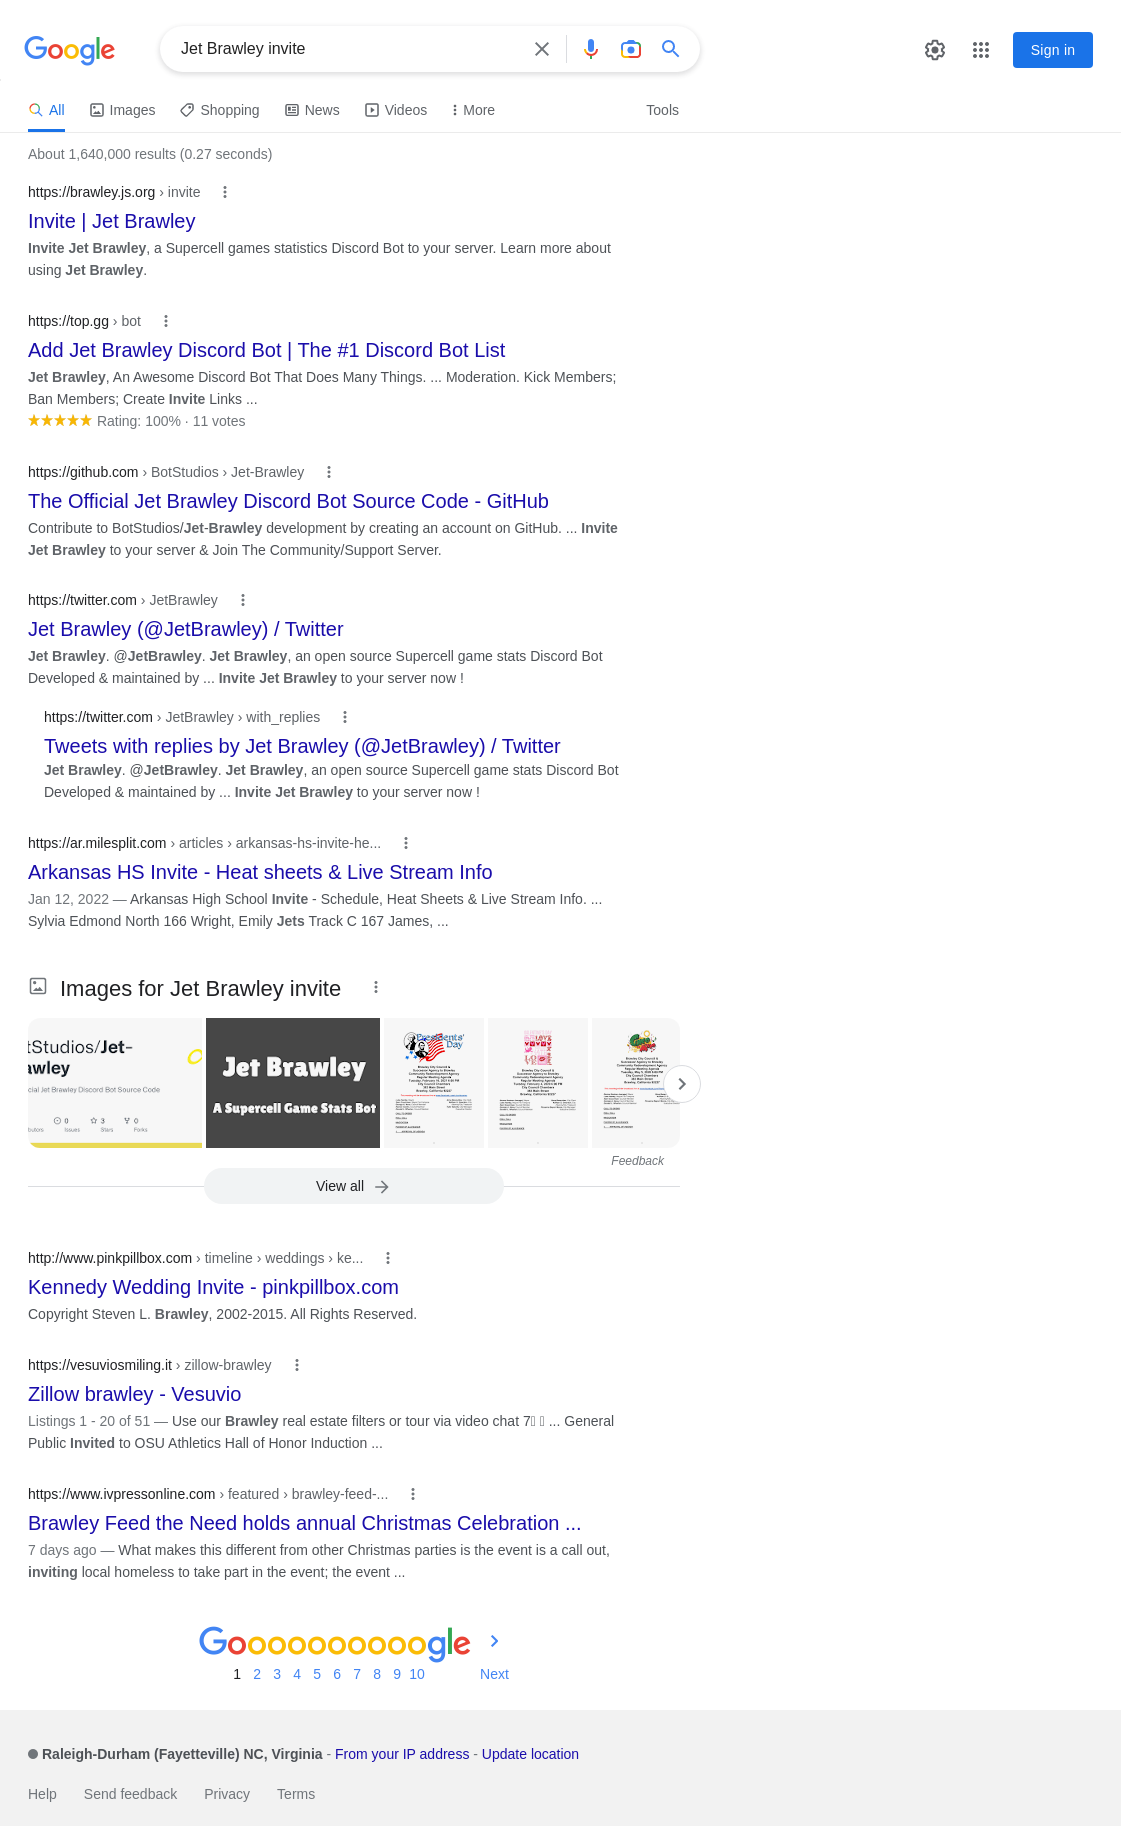 Google
Jet Brawley invite
Sign in
All Images Shopping News Videos More Tools
About 1,640,000 results (0.27 seconds)
https://brawley.js.org › invite
Invite | Jet Brawley
Invite Jet Brawley, a Supercell games statistics Discord Bot to your server. Learn more about
using Jet Brawley.
https://top.gg › bot
Add Jet Brawley Discord Bot | The #1 Discord Bot List
Jet Brawley, An Awesome Discord Bot That Does Many Things. ... Moderation. Kick Members;
Ban Members; Create Invite Links ...
Rating: 100% · 11 votes
https://github.com › BotStudios › Jet-Brawley
The Official Jet Brawley Discord Bot Source Code - GitHub
Contribute to BotStudios/Jet-Brawley development by creating an account on GitHub. ... Invite
Jet Brawley to your server & Join The Community/Support Server.
https://twitter.com › JetBrawley
Jet Brawley (@JetBrawley) / Twitter
Jet Brawley. @JetBrawley. Jet Brawley, an open source Supercell game stats Discord Bot
Developed & maintained by ... Invite Jet Brawley to your server now !
https://twitter.com › JetBrawley › with_replies
Tweets with replies by Jet Brawley (@JetBrawley) / Twitter
Jet Brawley. @JetBrawley. Jet Brawley, an open source Supercell game stats Discord Bot
Developed & maintained by ... Invite Jet Brawley to your server now !
https://ar.milesplit.com › articles › arkansas-hs-invite-he...
Arkansas HS Invite - Heat sheets & Live Stream Info
Jan 12, 2022 — Arkansas High School Invite - Schedule, Heat Sheets & Live Stream Info. ...
Sylvia Edmond North 166 Wright, Emily Jets Track C 167 James, ...
Images for Jet Brawley invite
tStudios/Jet-
awley
cial Jet Brawley Discord Bot Source Code
0 3 0
butors Issues Stars Forks
Jet Brawley
A Supercell Game Stats Bot
Presidents'
Day
LOVE
Feedback
View all
http://www.pinkpillbox.com › timeline › weddings › ke...
Kennedy Wedding Invite - pinkpillbox.com
Copyright Steven L. Brawley, 2002-2015. All Rights Reserved.
https://vesuviosmiling.it › zillow-brawley
Zillow brawley - Vesuvio
Listings 1 - 20 of 51 — Use our Brawley real estate filters or tour via video chat 7 ... General
Public Invited to OSU Athletics Hall of Honor Induction ...
https://www.ivpressonline.com › featured › brawley-feed-...
Brawley Feed the Need holds annual Christmas Celebration ...
7 days ago — What makes this different from other Christmas parties is the event is a call out,
inviting local homeless to take part in the event; the event ...
Goooooooooogle
1 2 3 4 5 6 7 8 9 10 Next
Raleigh-Durham (Fayetteville) NC, Virginia - From your IP address - Update location
Help Send feedback Privacy Terms